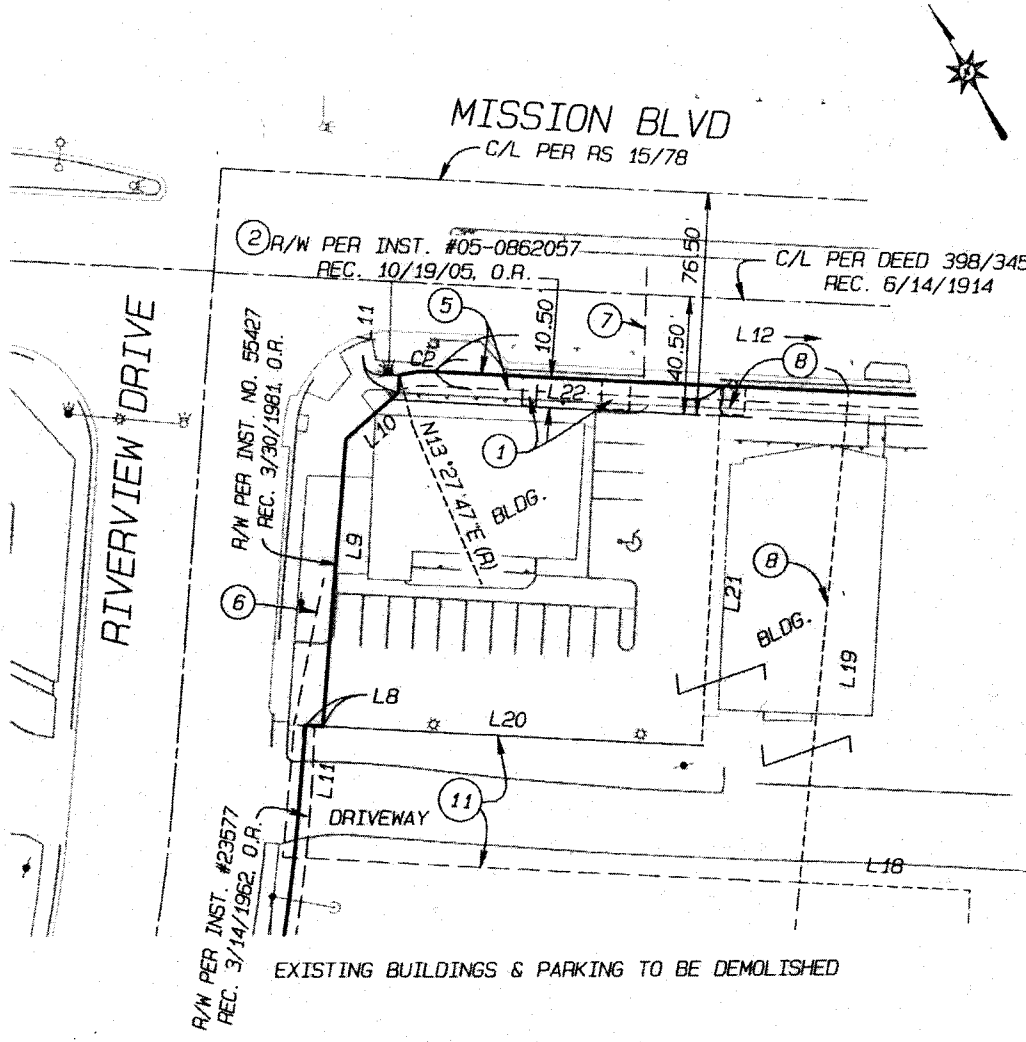 MISSION BLVD
C/L PER RS 15/78
2 R/W PER INST. #05-0862057
REC. 10/19/05, O.R.
76.50'
C/L PER DEED 398/345
REC. 6/14/1914
RIVERVIEW DRIVE
R/W PER INST. NO. 55427
REC. 3/30/1981, O.R.
L11
5
10.50
7
40.50'
L12
8
C2
L22
L10
N13°27'47"E (R)
1
BLDG.
L9
6
8
L21
BLDG.
L19
L8
L20
L11
11
DRIVEWAY
L18
R/W PER INST. #23577
REC. 3/14/1962, O.R.
EXISTING BUILDINGS & PARKING TO BE DEMOLISHED